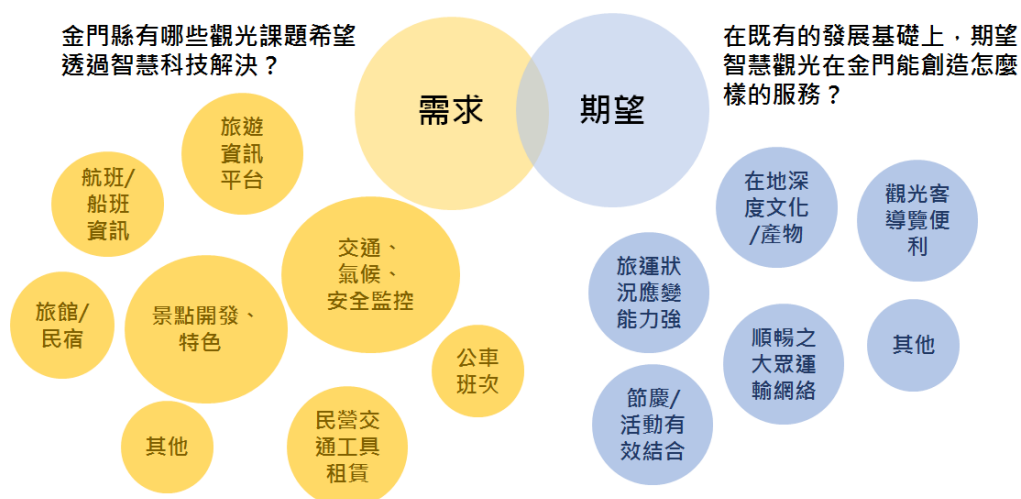 金門縣有哪些觀光課題希望
透過智慧科技解決？
需求
期望
在既有的發展基礎上，期望
智慧觀光在金門能創造怎麼
樣的服務？
旅遊
資訊
平台
航班/
船班
資訊
交通、
氣候、
安全監控
旅館/
民宿
景點開發、
特色
公車
班次
其他
民營交
通工具
租賃
在地深
度文化
/產物
觀光客
導覽便
利
旅運狀
況應變
能力強
順暢之
大眾運
輸網絡
其他
節慶/
活動有
效結合